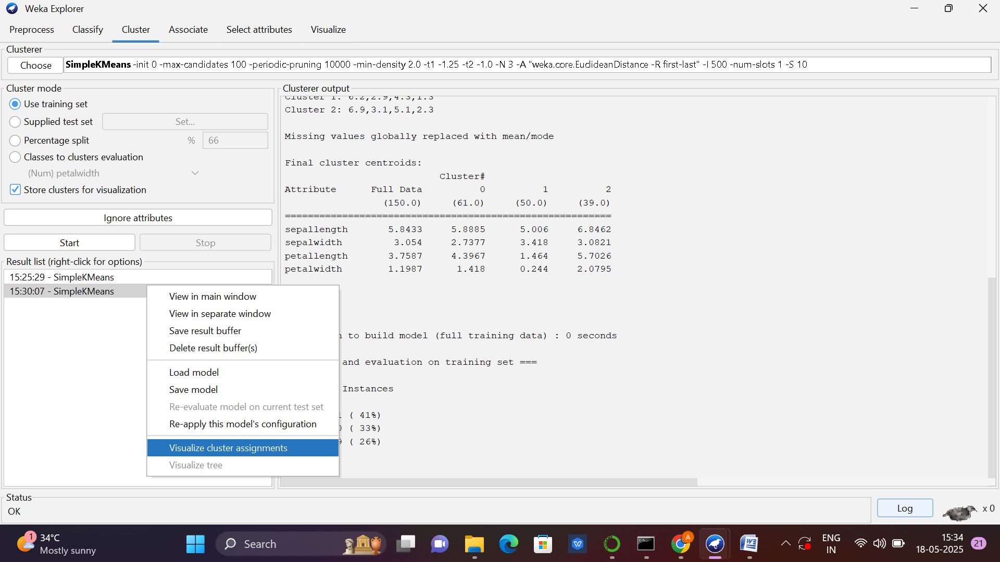 Weka Explorer
Preprocess Classify Cluster Associate Select attributes Visualize
Clusterer
Choose SimpleKMeans -init 0 -max-candidates 100 -periodic-pruning 10000 -min-density 2.0 -t1 -1.25 -t2 -1.0 -N 3 -A "weka.core.EuclideanDistance -R first-last" -I 500 -num-slots 1 -S 10
Cluster mode
Use training set
Supplied test set Set...
Percentage split % 66
Classes to clusters evaluation
(Num) petalwidth
Store clusters for visualization
Ignore attributes
Start Stop
Result list (right-click for options)
15:25:29 - SimpleKMeans
15:30:07 - SimpleKMeans
View in main window
View in separate window
Save result buffer
Delete result buffer(s)
Load model
Save model
Re-evaluate model on current test set
Re-apply this model's configuration
Visualize cluster assignments
Visualize tree
Clusterer output
Cluster 1: 6.2,2.9,4.3,1.3
Cluster 2: 6.9,3.1,5.1,2.3
Missing values globally replaced with mean/mode
Final cluster centroids:
Cluster#
Attribute Full Data 0 1 2
(150.0) (61.0) (50.0) (39.0)
=========================================================
sepallength 5.8433 5.8885 5.006 6.8462
sepalwidth 3.054 2.7377 3.418 3.0821
petallength 3.7587 4.3967 1.464 5.7026
petalwidth 1.1987 1.418 0.244 2.0795
to build model (full training data) : 0 seconds
and evaluation on training set ===
Instances
( 41%)
( 33%)
( 26%)
Status
OK
Log x 0
1 34°C
Mostly sunny
Search
A
ENG
IN
15:34
18-05-2025
21